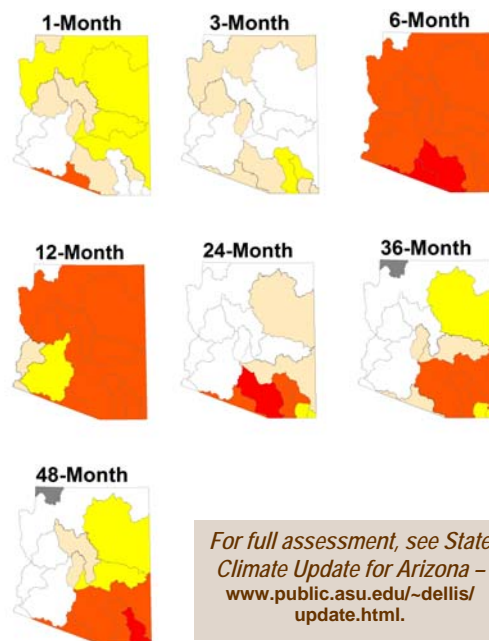 1-Month
3-Month
6-Month
12-Month
24-Month
36-Month
48-Month
For full assessment, see State
Climate Update for Arizona –
www.public.asu.edu/~dellis/
update.html.